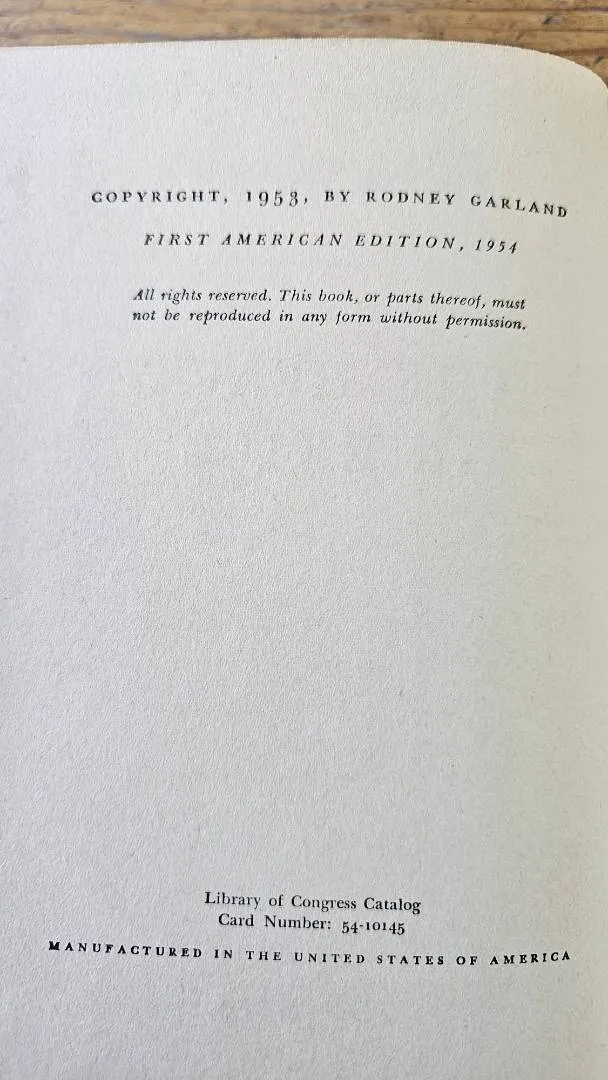 COPYRIGHT, 1953, BY RODNEY GARLAND
FIRST AMERICAN EDITION, 1954
All rights reserved. This book, or parts thereof, must
not be reproduced in any form without permission.
Library of Congress Catalog
Card Number: 54-10145
MANUFACTURED IN THE UNITED STATES OF AMERICA